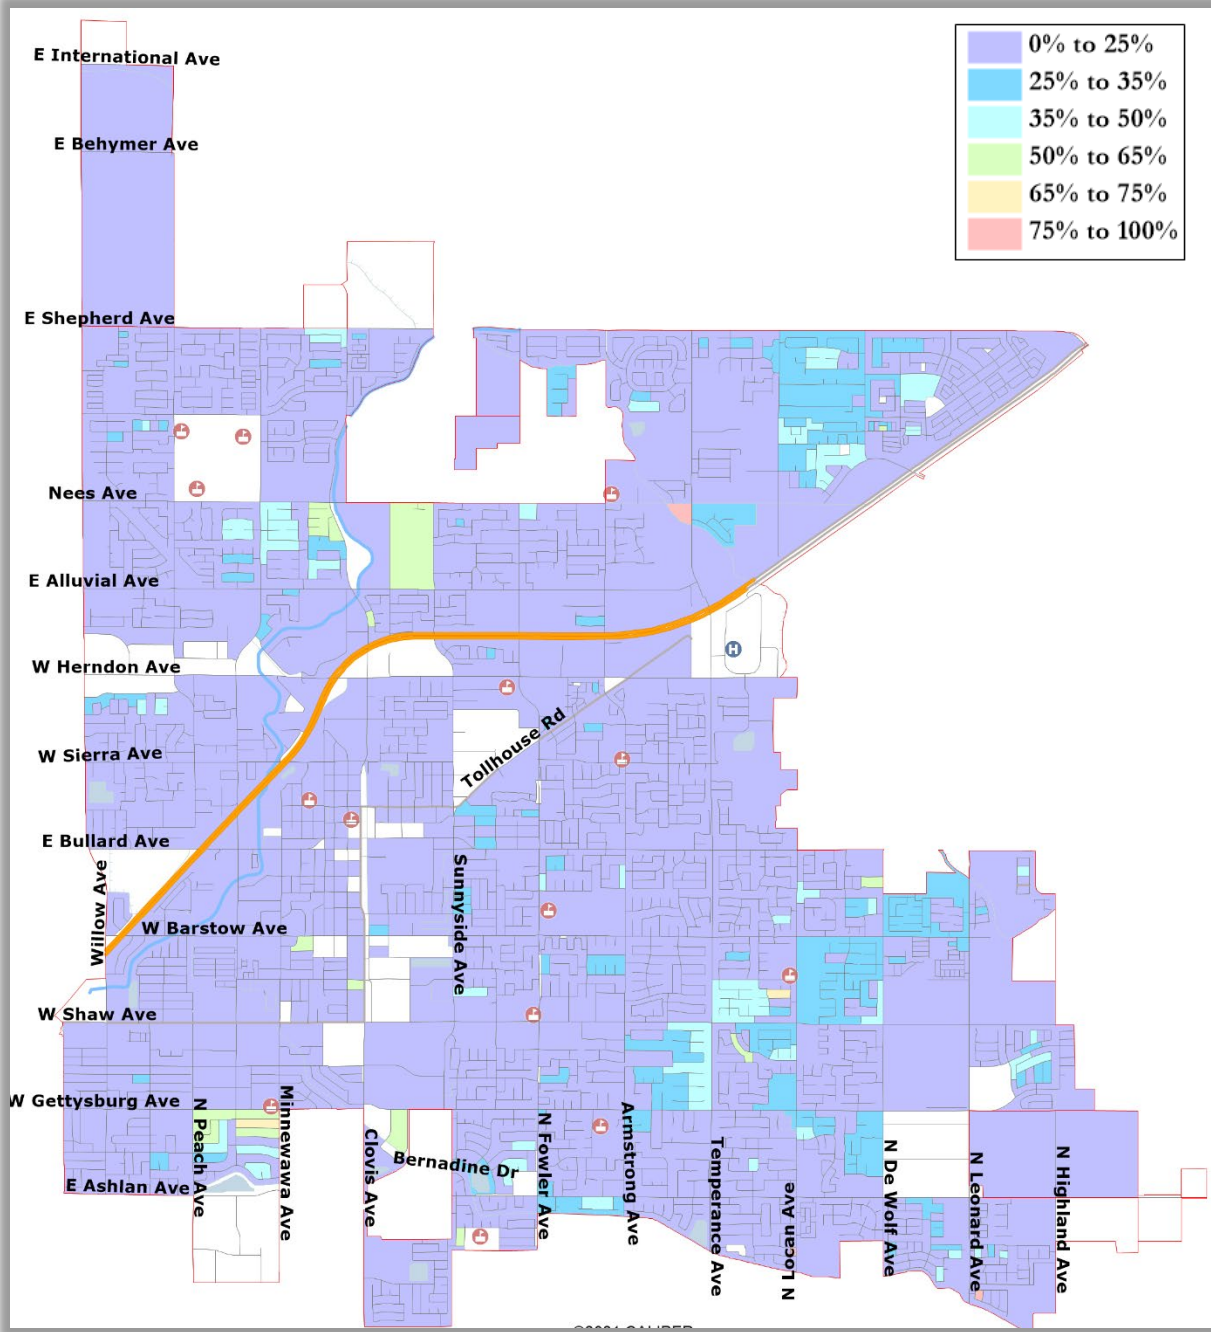 0% to 25%
25% to 35%
35% to 50%
50% to 65%
65% to 75%
75% to 100%
E International Ave
E Behymer Ave
E Shepherd Ave
Nees Ave
E Alluvial Ave
W Herndon Ave
H
W Sierra Ave
Tollhouse Rd
E Bullard Ave
Willow Ave
W Barstow Ave
Sunnyside Ave
W Shaw Ave
W Gettysburg Ave
N Peach Ave
Minnewawa Ave
Clovis Ave
Bernadine Dr
N Fowler Ave
Armstrong Ave
Temperance Ave
N Locan Ave
N De Wolf Ave
N Leonard Ave
N Highland Ave
E Ashlan Ave
©2021 CALIPER